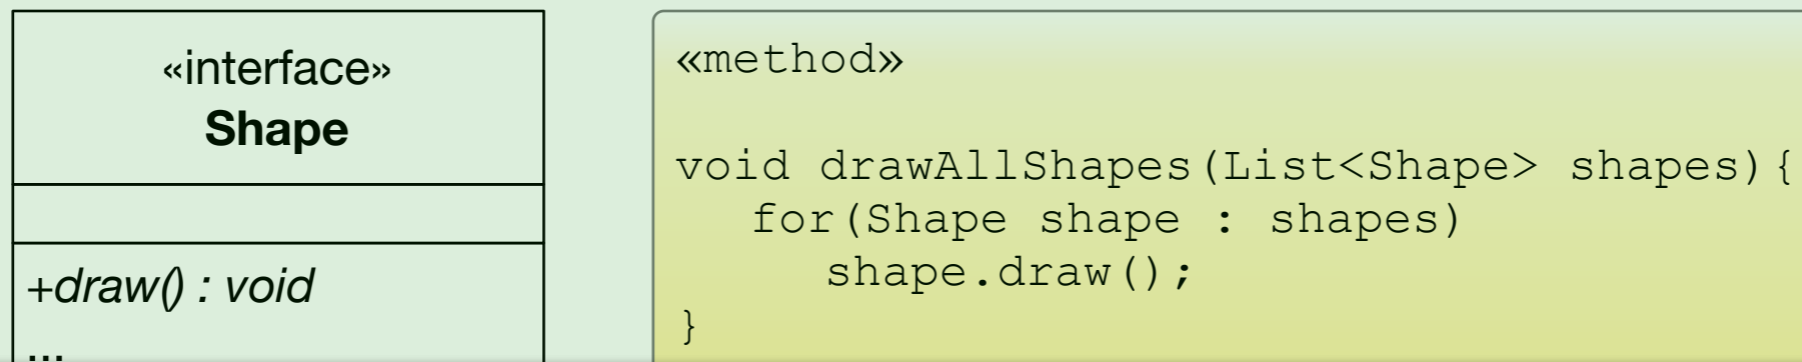 «interface»
Shape
+draw() : void
...
«method»
void drawAllShapes(List<Shape> shapes){
for(Shape shape : shapes)
shape.draw();
}